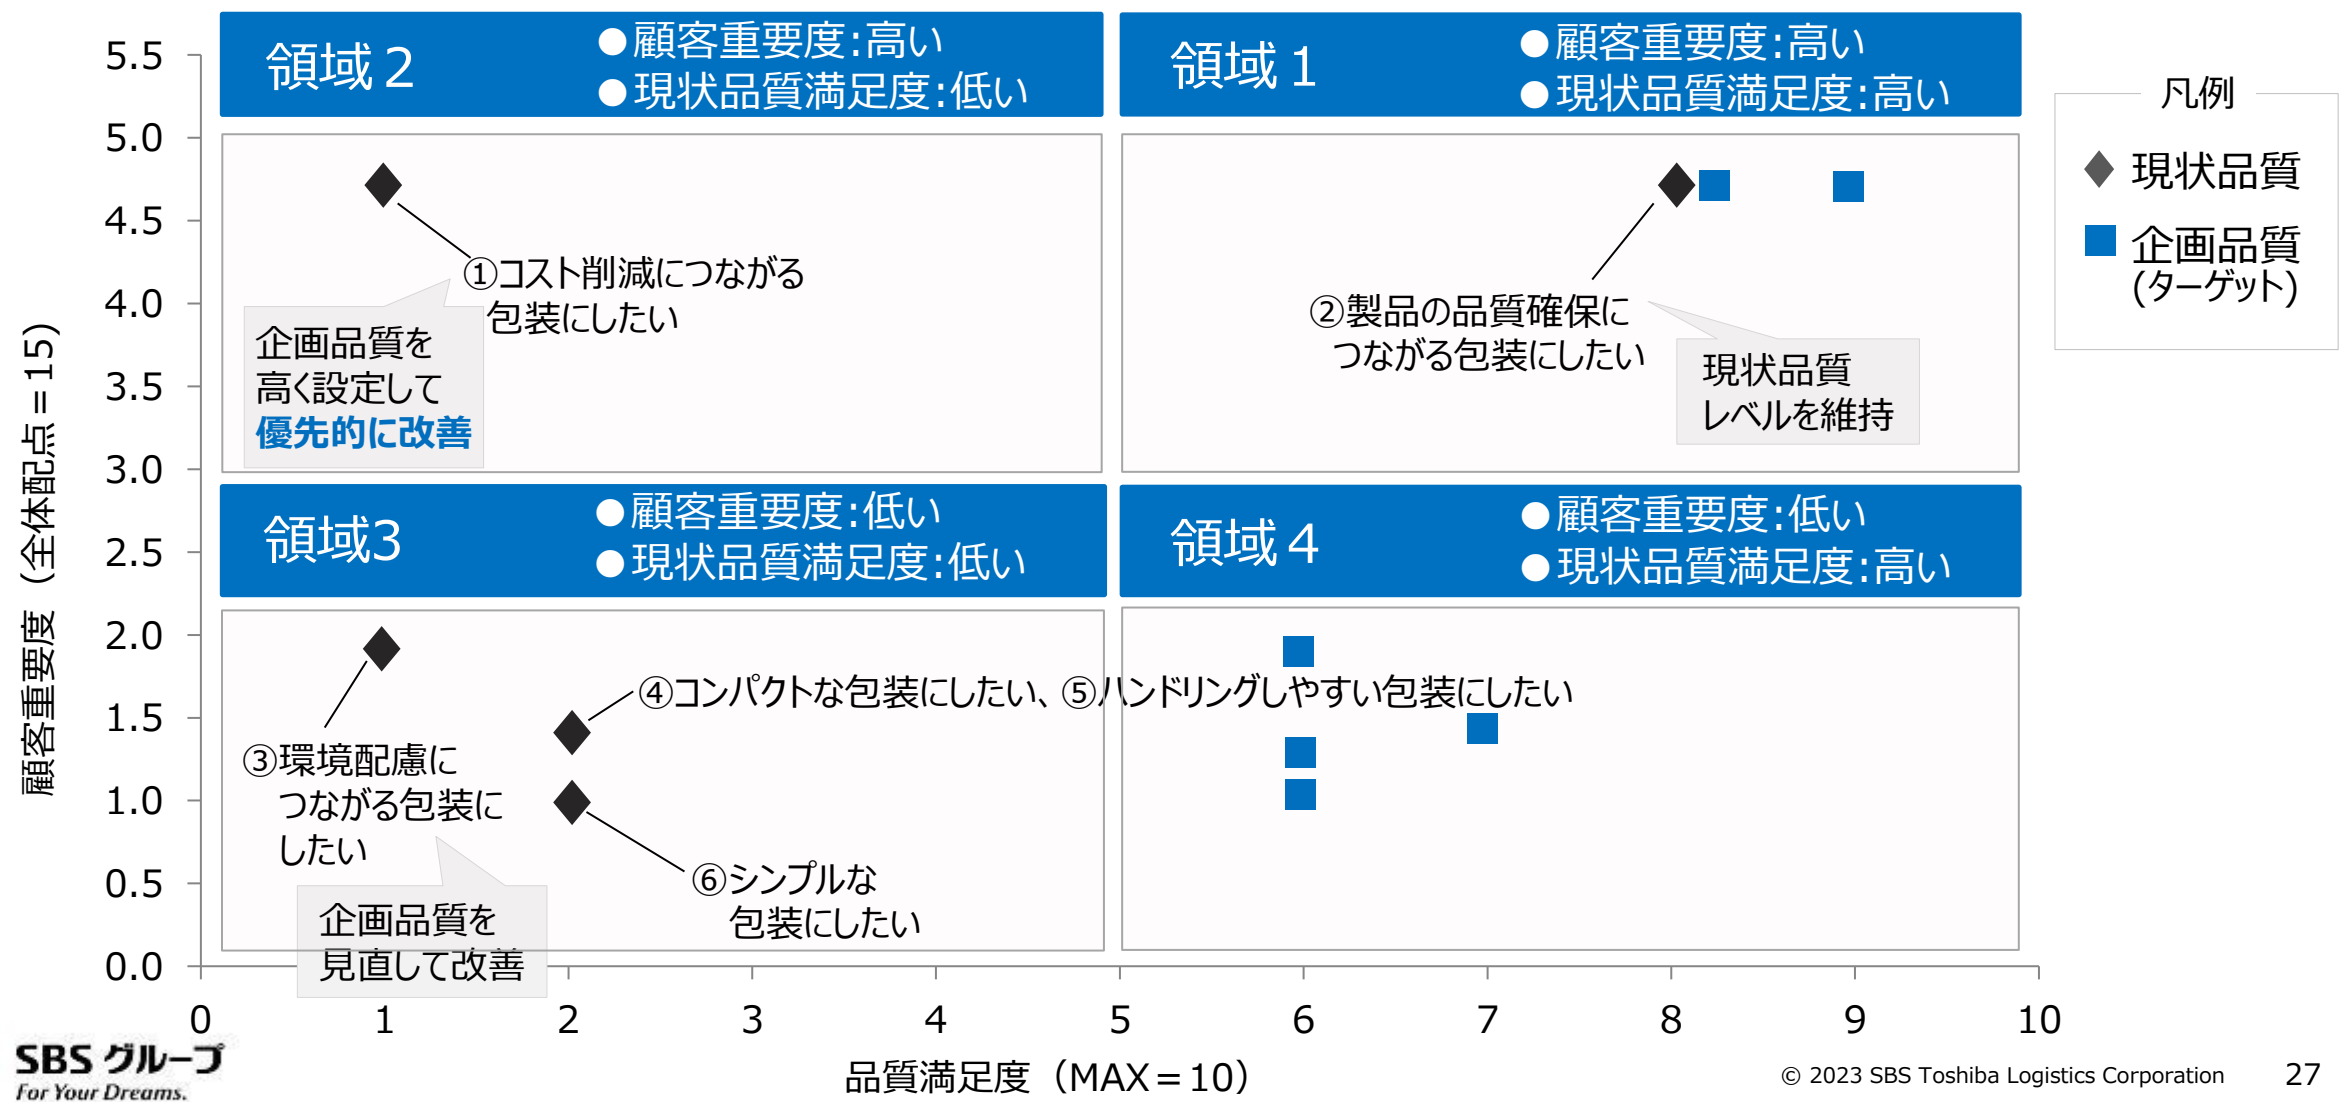 領域２
●顧客重要度:高い
●現状品質満足度:低い
領域１
●顧客重要度:高い
●現状品質満足度:高い
凡例
現状品質
企画品質
(ターゲット)
5.5
5.0
4.5
4.0
3.5
3.0
2.5
2.0
1.5
1.0
0.5
0.0
顧客重要度（全体配点＝15）
①コスト削減につながる
包装にしたい
企画品質を
高く設定して
優先的に改善
②製品の品質確保に
つながる包装にしたい
現状品質
レベルを維持
領域3
●顧客重要度:低い
●現状品質満足度:低い
領域４
●顧客重要度:低い
●現状品質満足度:高い
④コンパクトな包装にしたい、⑤ハンドリングしやすい包装にしたい
③環境配慮に
つながる包装に
したい
⑥シンプルな
包装にしたい
企画品質を
見直して改善
0 1 2 3 4 5 6 7 8 9 10
品質満足度（MAX＝10）
SBS グループ
For Your Dreams.
© 2023 SBS Toshiba Logistics Corporation
27